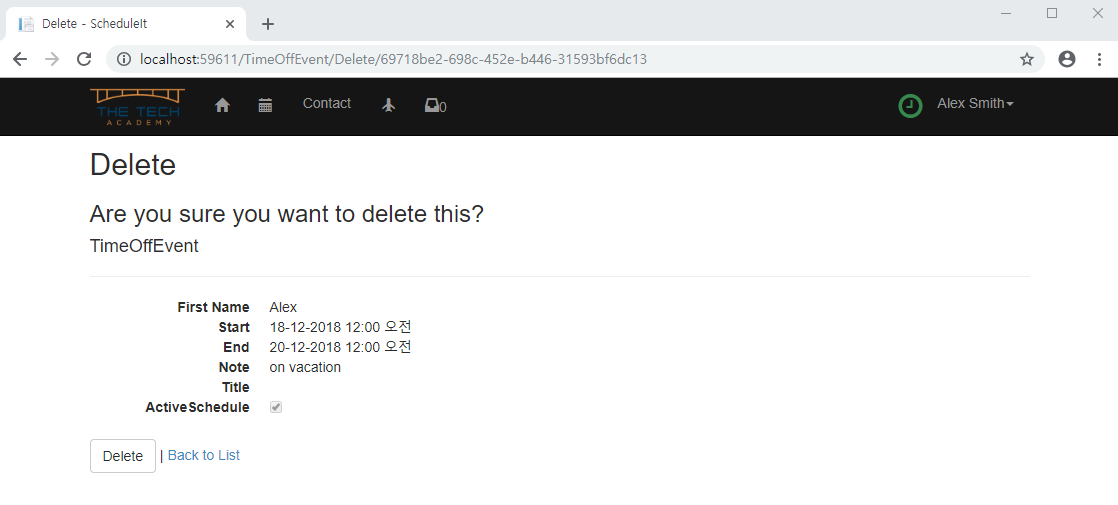 Delete - ScheduleIt
localhost:59611/TimeOffEvent/Delete/69718be2-698c-452e-b446-31593bf6dc13
THE TECH
ACADEMY
Contact
0
Alex Smith
Delete
Are you sure you want to delete this?
TimeOffEvent
First Name Alex
Start 18-12-2018 12:00 오전
End 20-12-2018 12:00 오전
Note on vacation
Title
ActiveSchedule
Delete | Back to List